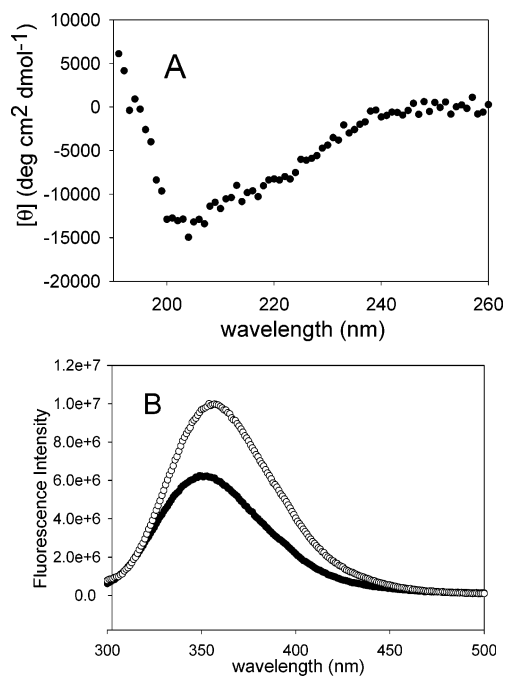 10000
5000
0
-5000
-10000
-15000
-20000
[θ] (deg cm2 dmol-1)
A
200 220 240 260
wavelength (nm)
1.2e+7
1.0e+7
8.0e+6
6.0e+6
4.0e+6
2.0e+6
0.0
Fluorescence Intensity
B
300 350 400 450 500
wavelength (nm)